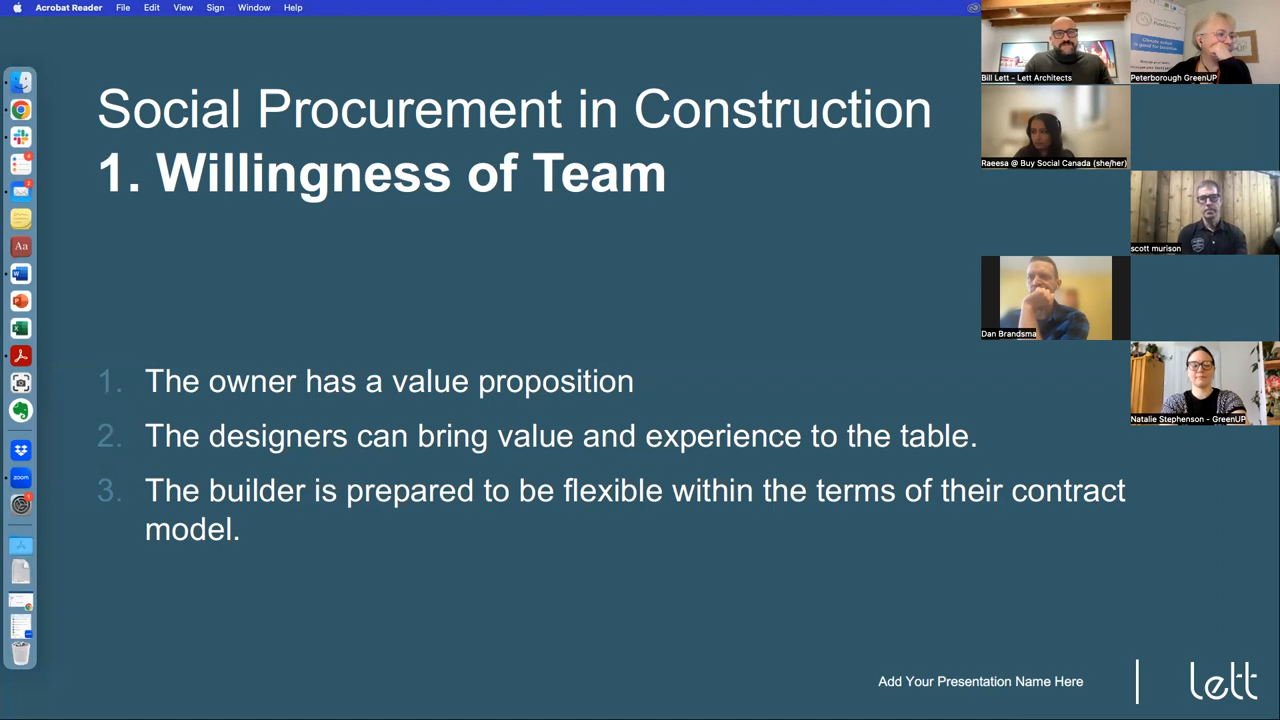 Acrobat Reader File Edit View Sign Window Help
Social Procurement in Construction
1. Willingness of Team
1. The owner has a value proposition
2. The designers can bring value and experience to the table.
3. The builder is prepared to be flexible within the terms of their contract
model.
Bill Lett - Lett Architects
Peterborough GreenUP
Raeesa @ Buy Social Canada (she/her)
scott murison
Dan Brandsma
Natalie Stephenson - GreenUP
Aa
zoom
Add Your Presentation Name Here
lett